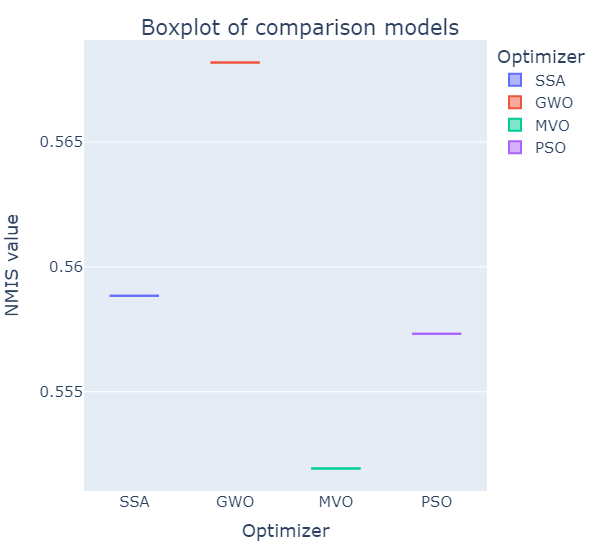 Boxplot of comparison models
NMIS value
0.565
0.56
0.555
SSA
GWO
MVO
PSO
Optimizer
Optimizer
SSA
GWO
MVO
PSO